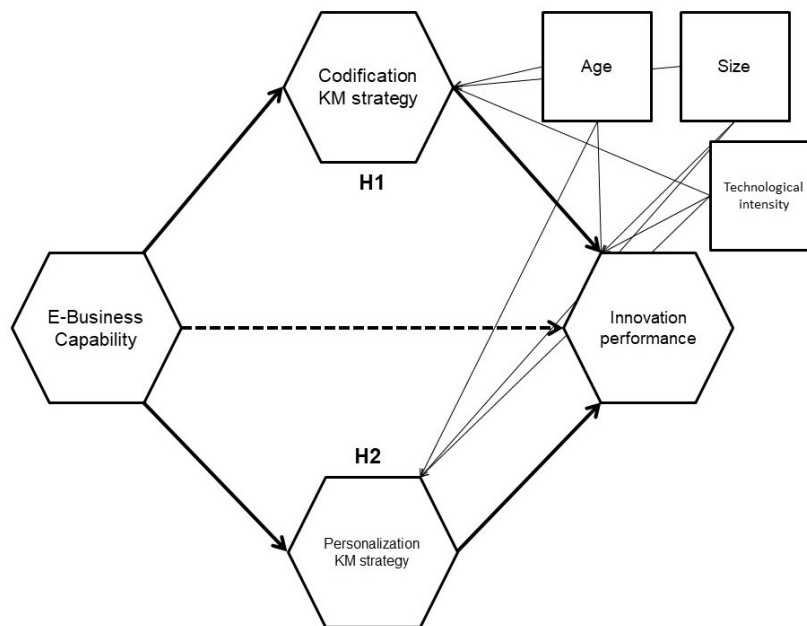 Codification
KM strategy
H1
Age
Size
Technological
intensity
E-Business
Capability
Innovation
performance
H2
Personalization
KM strategy